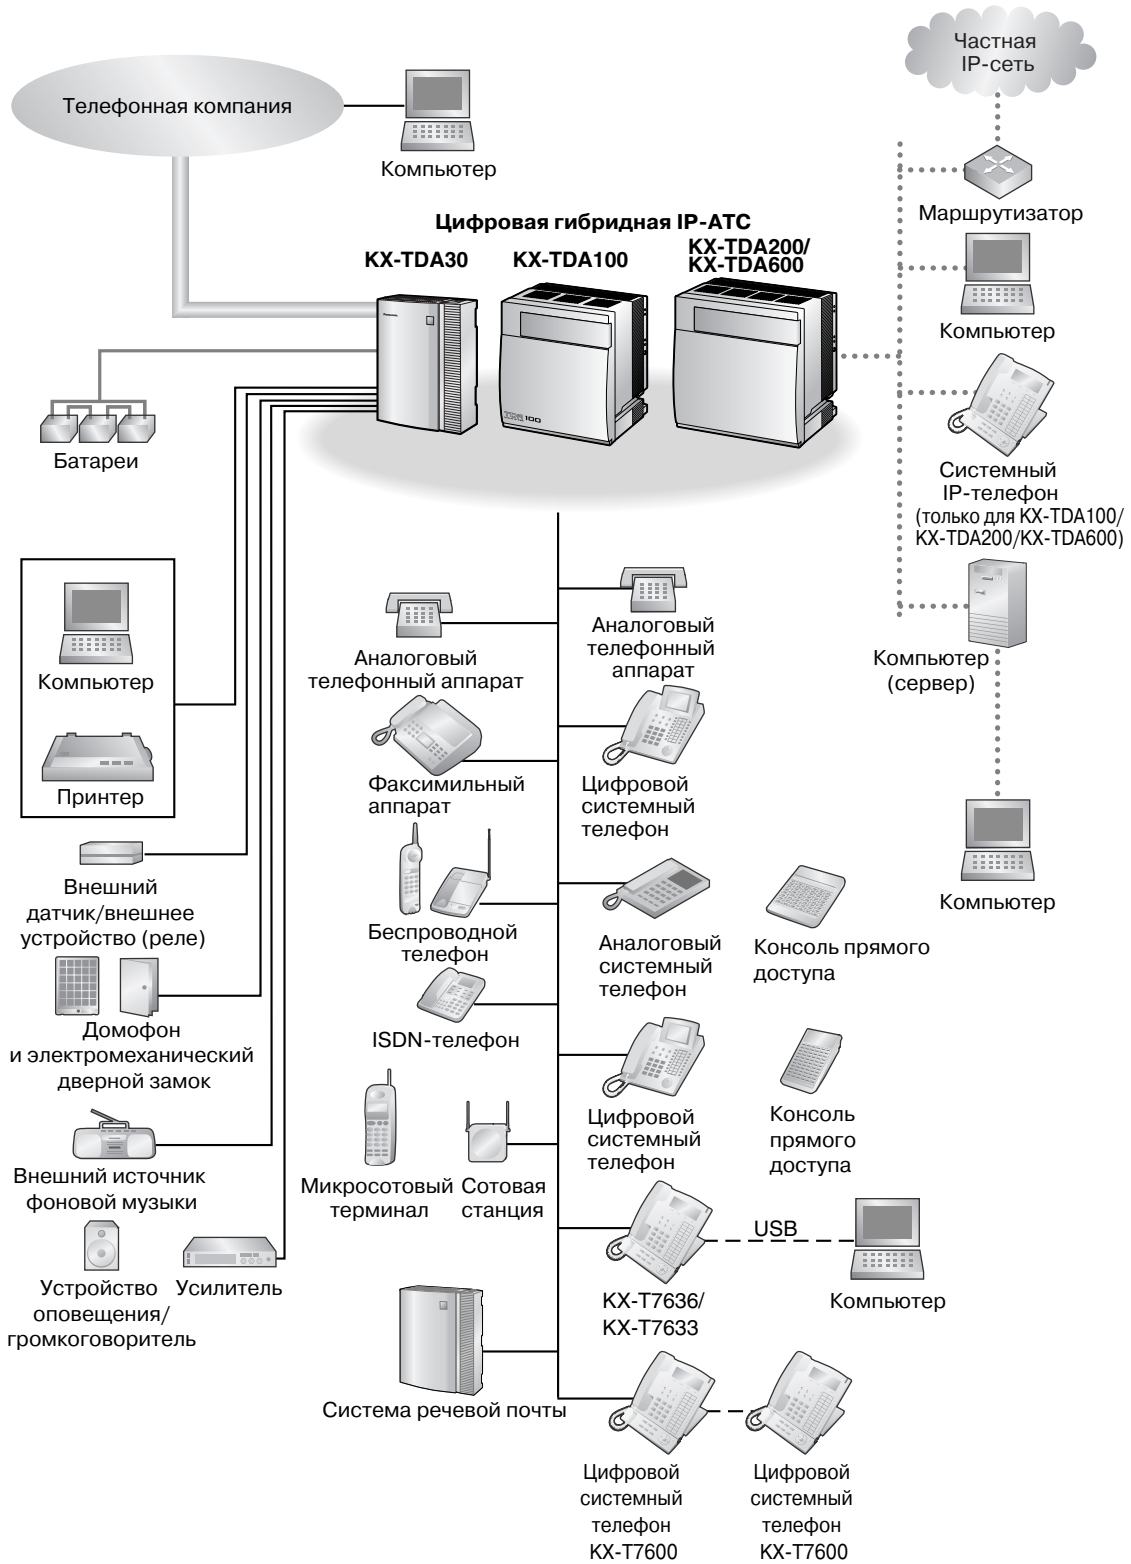 Частная
IP-сеть
Телефонная компания
Компьютер
Маршрутизатор
Цифровая гибридная IP-АТС
KX-TDA30
KX-TDA100
KX-TDA200/
KX-TDA600
Компьютер
Батареи
Системный
IP-телефон
(только для KX-TDA100/
KX-TDA200/KX-TDA600)
Компьютер
(сервер)
Компьютер
Компьютер
Принтер
Внешний
датчик/внешнее
устройство (реле)
Домофон
и электромеханический
дверной замок
Внешний источник
фоновой музыки
Устройство
оповещения/
громкоговоритель
Усилитель
Аналоговый
телефонный аппарат
Аналоговый
телефонный
аппарат
Факсимильный
аппарат
Цифровой
системный
телефон
Беспроводной
телефон
Аналоговый
системный
телефон
Консоль прямого
доступа
ISDN-телефон
Цифровой
системный
телефон
Консоль
прямого
доступа
Микросотовый
терминал
Сотовая
станция
USB
KX-T7636/
KX-T7633
Компьютер
Система речевой почты
Цифровой
системный
телефон
KX-T7600
Цифровой
системный
телефон
KX-T7600